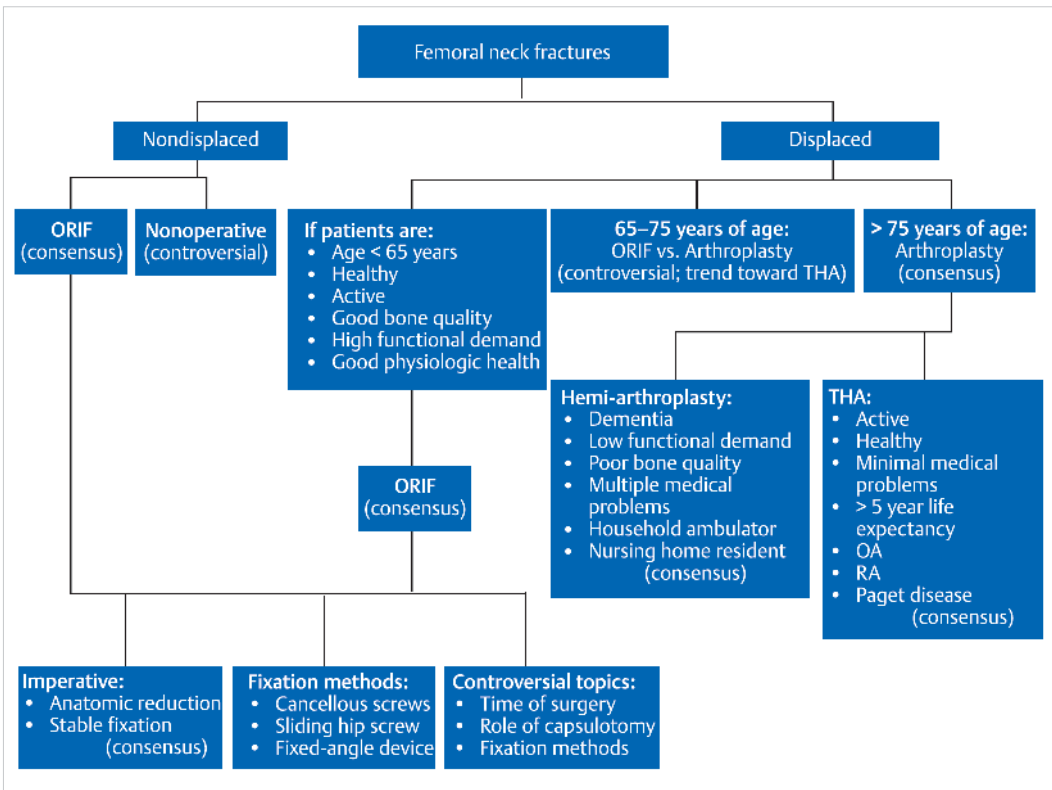 Femoral neck fractures
Nondisplaced
Displaced
ORIF
(consensus)
Nonoperative
(controversial)
If patients are:
• Age < 65 years
• Healthy
• Active
• Good bone quality
• High functional demand
• Good physiologic health
65–75 years of age:
ORIF vs. Arthroplasty
(controversial; trend toward THA)
> 75 years of age:
Arthroplasty
(consensus)
Hemi-arthroplasty:
• Dementia
• Low functional demand
• Poor bone quality
• Multiple medical
problems
• Household ambulator
• Nursing home resident
(consensus)
THA:
• Active
• Healthy
• Minimal medical
problems
• > 5 year life
expectancy
• OA
• RA
• Paget disease
(consensus)
ORIF
(consensus)
Imperative:
• Anatomic reduction
• Stable fixation
(consensus)
Fixation methods:
• Cancellous screws
• Sliding hip screw
• Fixed-angle device
Controversial topics:
• Time of surgery
• Role of capsulotomy
• Fixation methods